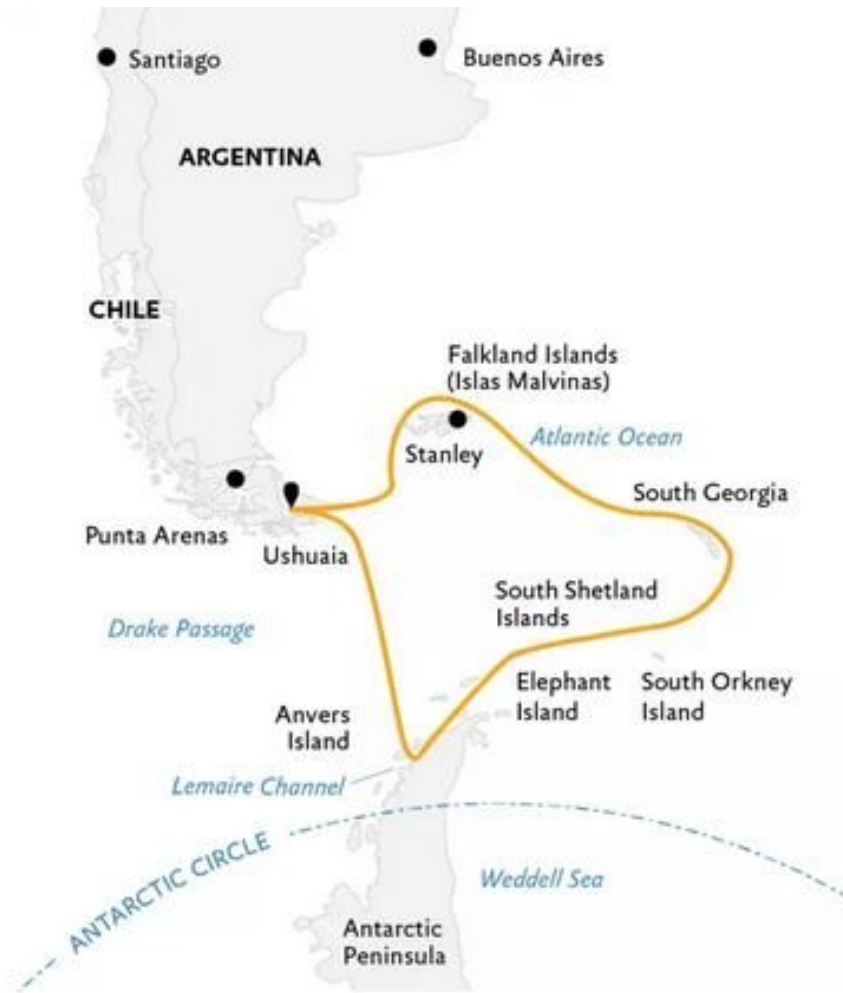 Santiago
Buenos Aires
ARGENTINA
CHILE
Falkland Islands
(Islas Malvinas)
Atlantic Ocean
Stanley
South Georgia
Punta Arenas
Ushuaia
South Shetland
Islands
Drake Passage
Elephant
Island
South Orkney
Island
Anvers
Island
Lemaire Channel
ANTARCTIC CIRCLE
Weddell Sea
Antarctic
Peninsula